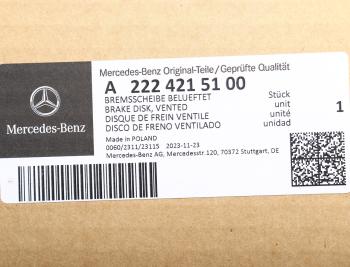 Mercedes-Benz Original-Teile/Geprüfte Qualität
A 222 421 51 00
BREMSSCHEIBE BELUEFTET
BRAKE DISK, VENTED
DISQUE DE FREIN VENTILE
DISCO DE FRENO VENTILADO
Stück
unit
unité
unidad
1
Made in POLAND
0060/2311/23115 2023-11-23
Mercedes-Benz AG, Mercedesstr.120, 70372 Stuttgart, DE
Mercedes-Benz